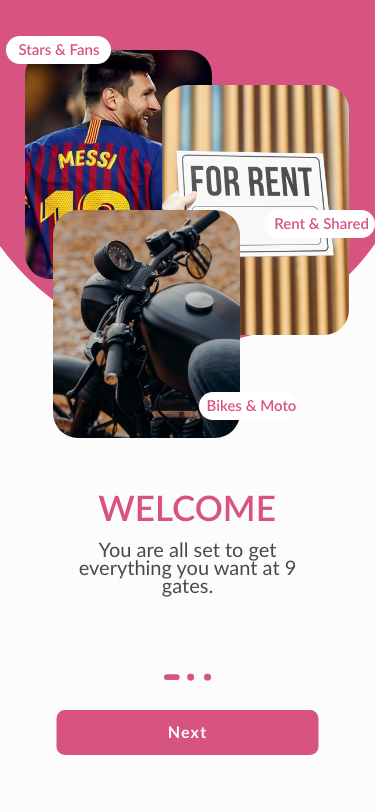 Stars & Fans
MESSI
10
FOR RENT
Rent & Shared
Bikes & Moto
WELCOME
You are all set to get
everything you want at 9
gates.
Next